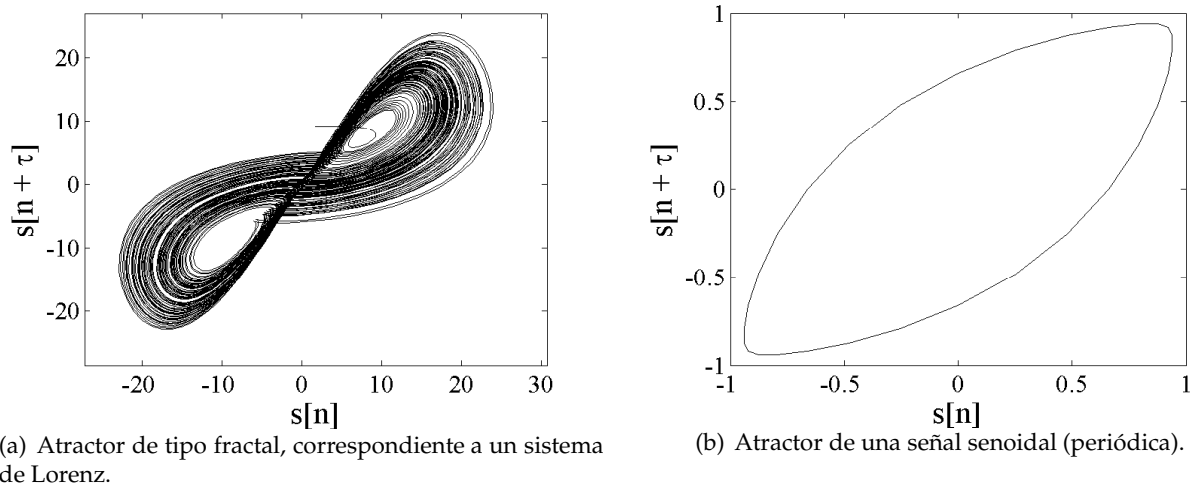 20
10
0
-10
-20
s[n + τ]
-20 -10 0 10 20 30
s[n]
(a) Atractor de tipo fractal, correspondiente a un sistema
de Lorenz.
1
0.5
0
-0.5
-1
s[n + τ]
-1 -0.5 0 0.5 1
s[n]
(b) Atractor de una señal senoidal (periódica).